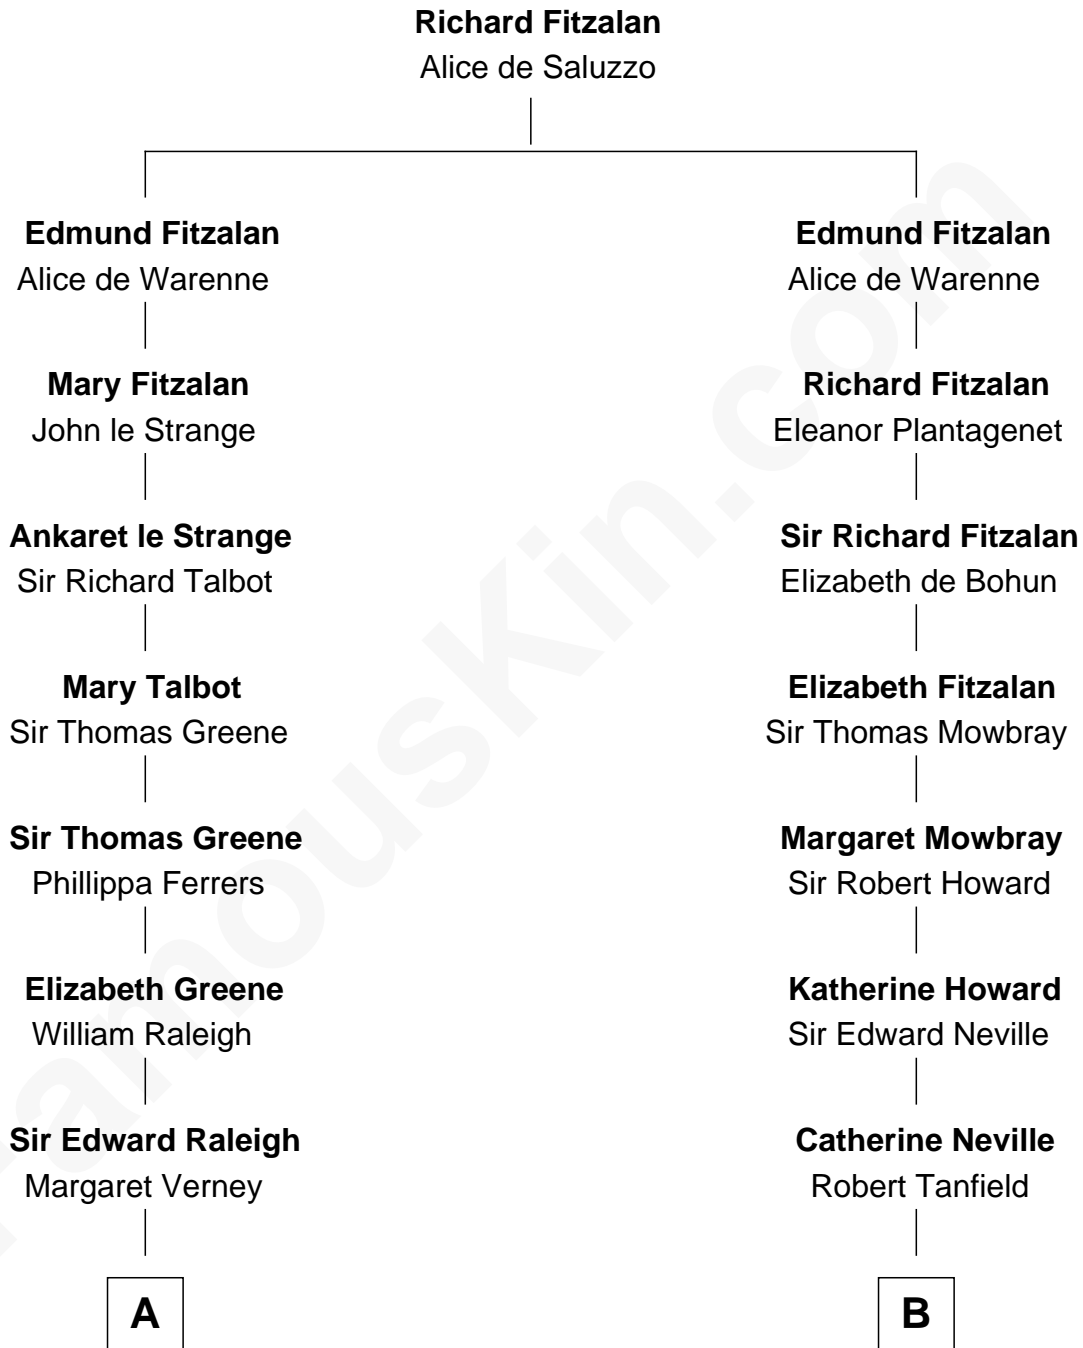 Richard Fitzalan
Alice de Saluzzo
Edmund Fitzalan
Alice de Warenne
Mary Fitzalan
John le Strange
Ankaret le Strange
Sir Richard Talbot
Mary Talbot
Sir Thomas Greene
Sir Thomas Greene
Phillippa Ferrers
Elizabeth Greene
William Raleigh
Sir Edward Raleigh
Margaret Verney
A
Edmund Fitzalan
Alice de Warenne
Richard Fitzalan
Eleanor Plantagenet
Sir Richard Fitzalan
Elizabeth de Bohun
Elizabeth Fitzalan
Sir Thomas Mowbray
Margaret Mowbray
Sir Robert Howard
Katherine Howard
Sir Edward Neville
Catherine Neville
Robert Tanfield
B
FamousKin.com